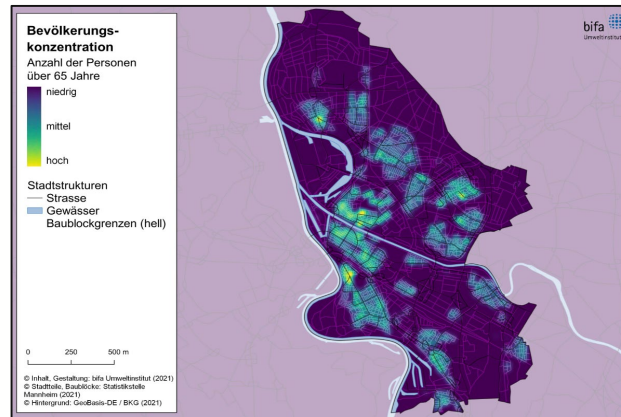 Bevölkerungs-
konzentration
Anzahl der Personen
über 65 Jahre
niedrig
mittel
hoch
Stadtstrukturen
Strasse
Gewässer
Baublockgrenzen (hell)
0 250 500 m
© Inhalt, Gestaltung: bifa Umweltinstitut (2021)
© Stadtteile, Baublöcke: Statistikstelle
Mannheim (2021)
© Hintergrund: GeoBasis-DE / BKG (2021)
bifa
Umweltinstitut